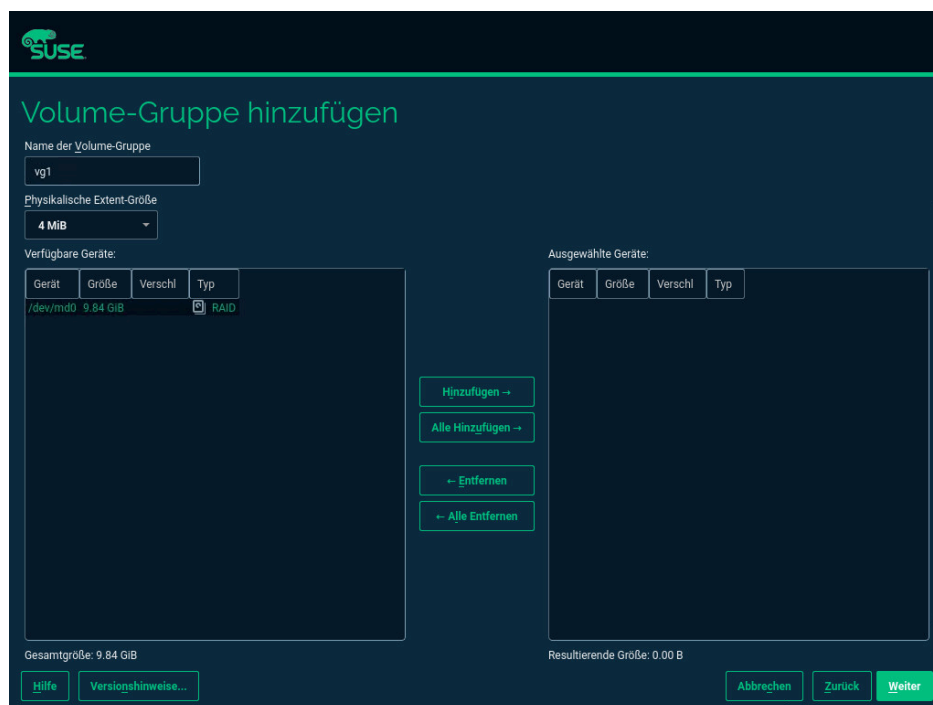 SUSE
Volume-Gruppe hinzufügen
Name der Volume-Gruppe
vg1
Physikalische Extent-Größe
4 MiB
Verfügbare Geräte:
Gerät Größe Verschl Typ
/dev/md0 9.84 GiB RAID
Gesamtgröße: 9.84 GiB
Hinzufügen →
Alle Hinzufügen →
← Entfernen
← Alle Entfernen
Ausgewählte Geräte:
Gerät Größe Verschl Typ
Resultierende Größe: 0.00 B
Hilfe Versionshinweise... Abbrechen Zurück Weiter